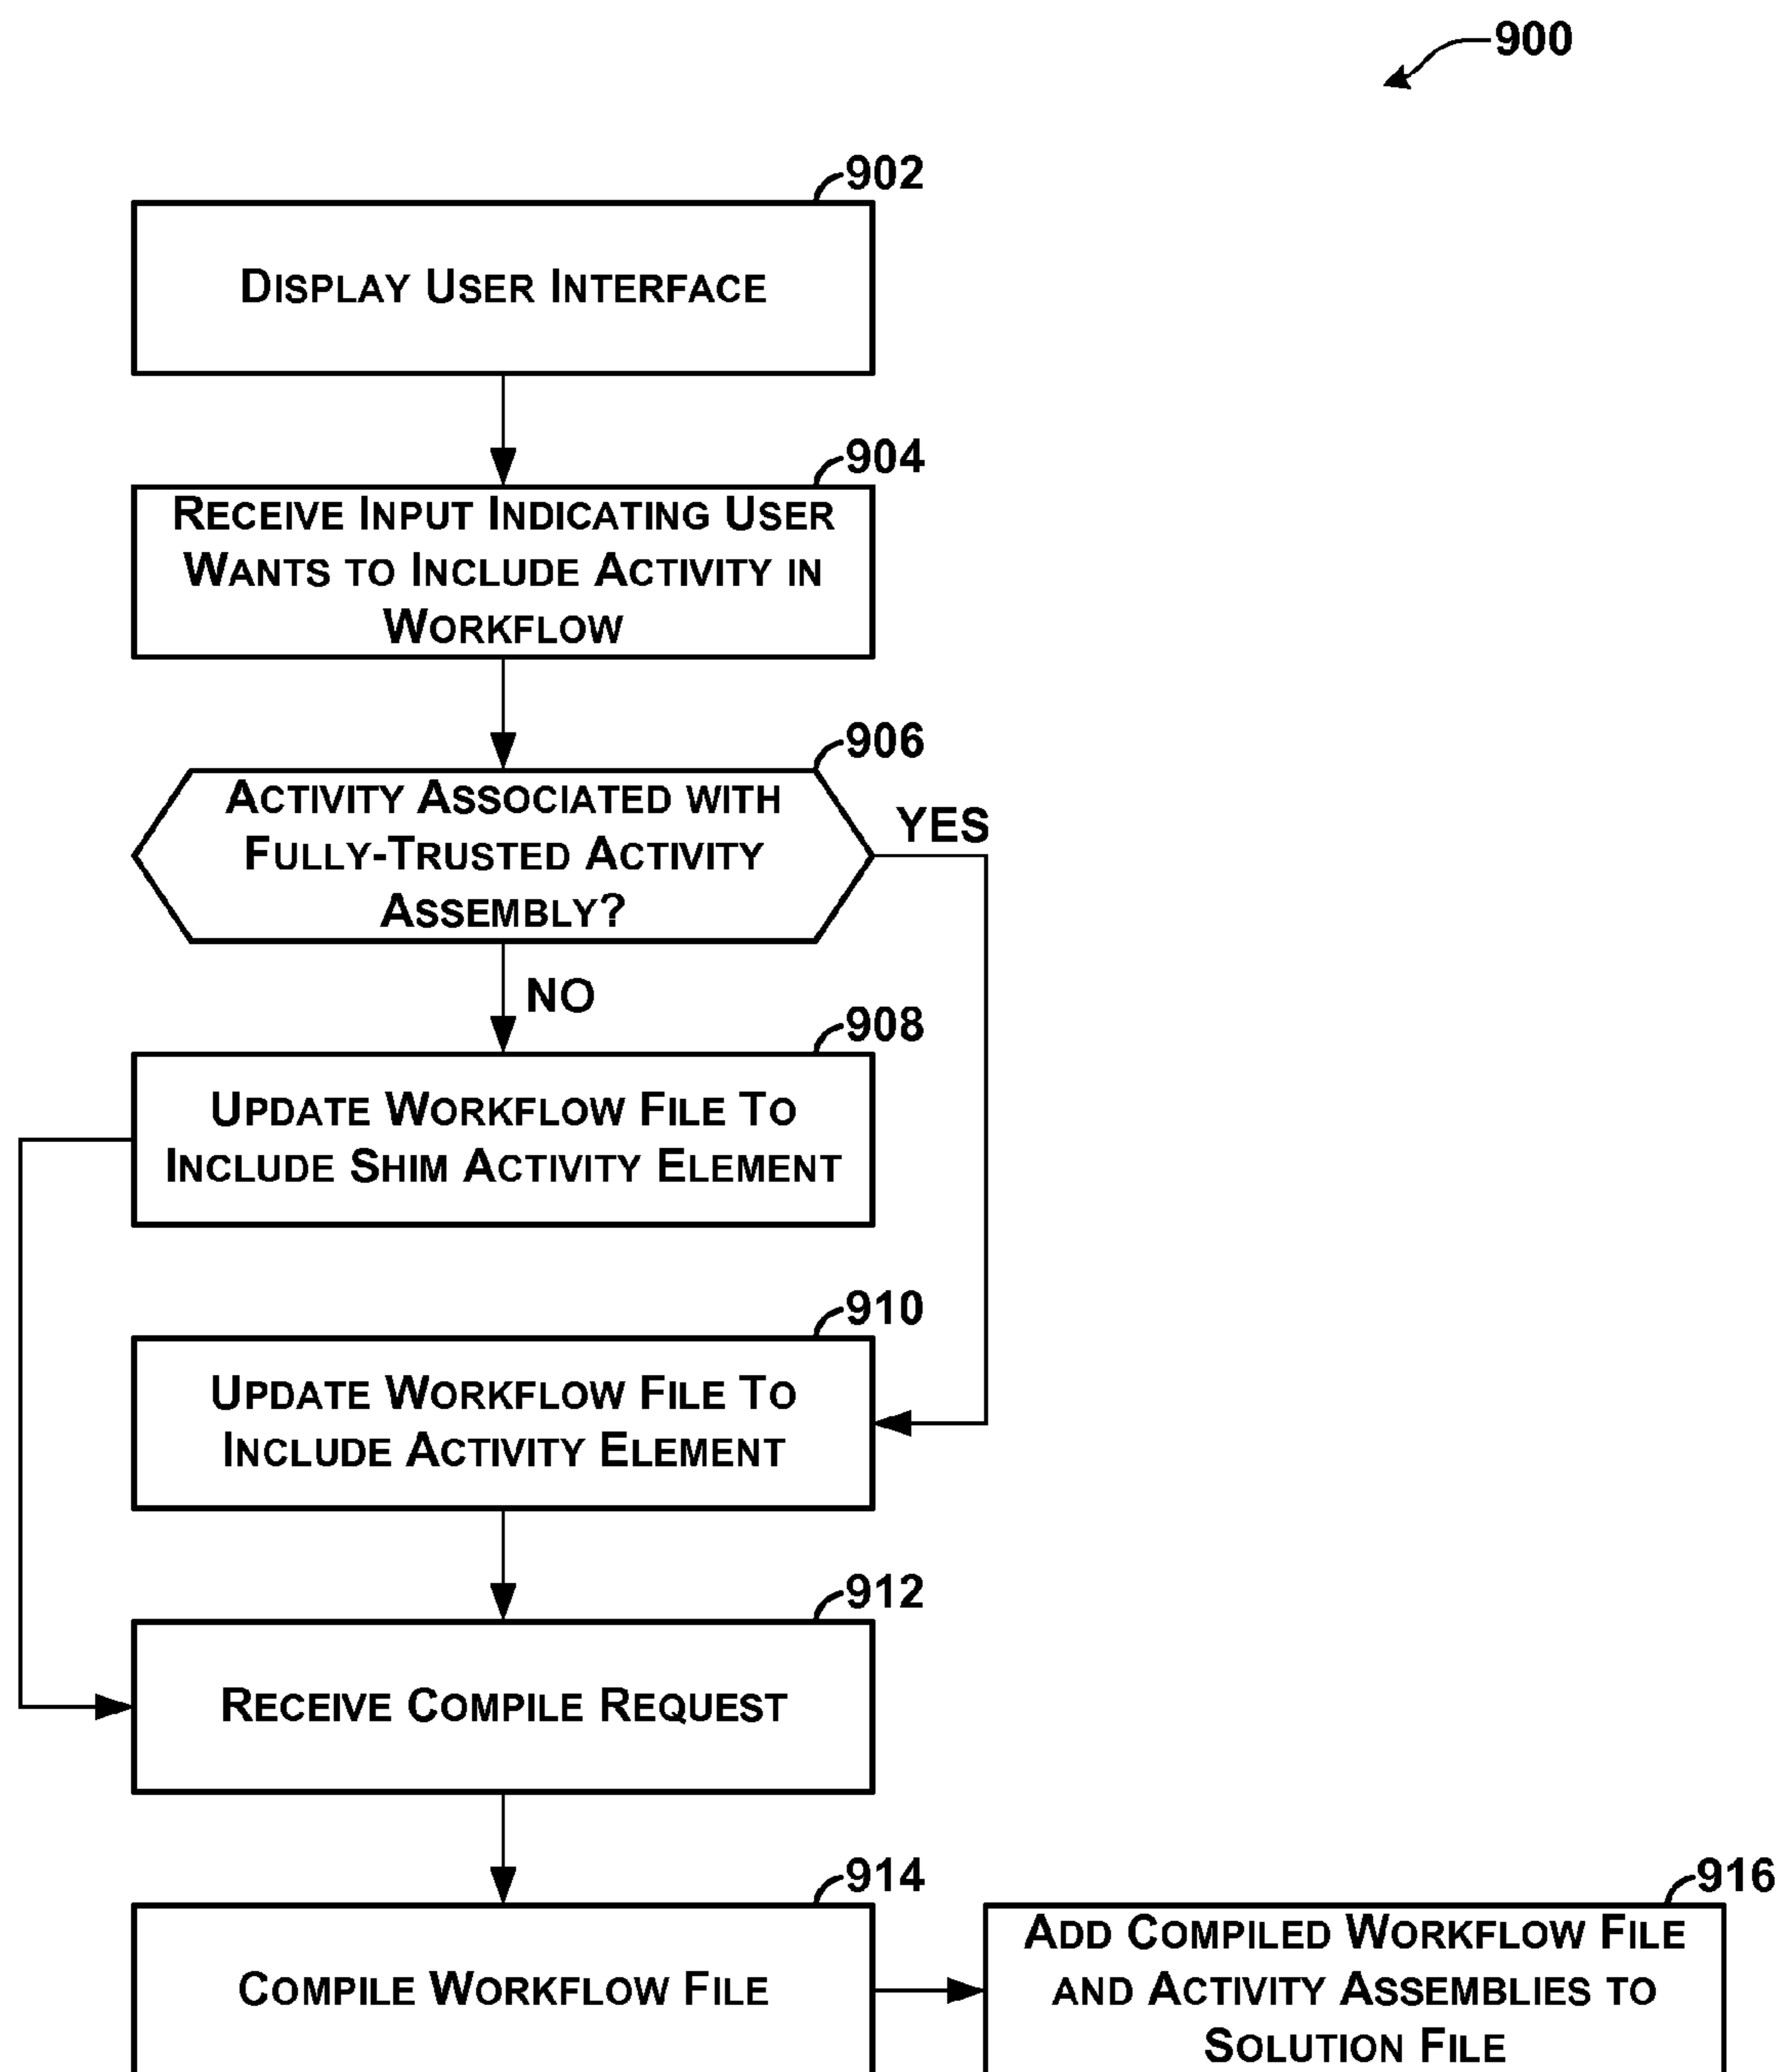 900
902
DISPLAY USER INTERFACE
904
RECEIVE INPUT INDICATING USER
WANTS TO INCLUDE ACTIVITY IN
WORKFLOW
906
ACTIVITY ASSOCIATED WITH
FULLY-TRUSTED ACTIVITY
ASSEMBLY?
YES
NO
908
UPDATE WORKFLOW FILE TO
INCLUDE SHIM ACTIVITY ELEMENT
910
UPDATE WORKFLOW FILE TO
INCLUDE ACTIVITY ELEMENT
912
RECEIVE COMPILE REQUEST
914
COMPILE WORKFLOW FILE
916
ADD COMPILED WORKFLOW FILE
AND ACTIVITY ASSEMBLIES TO
SOLUTION FILE